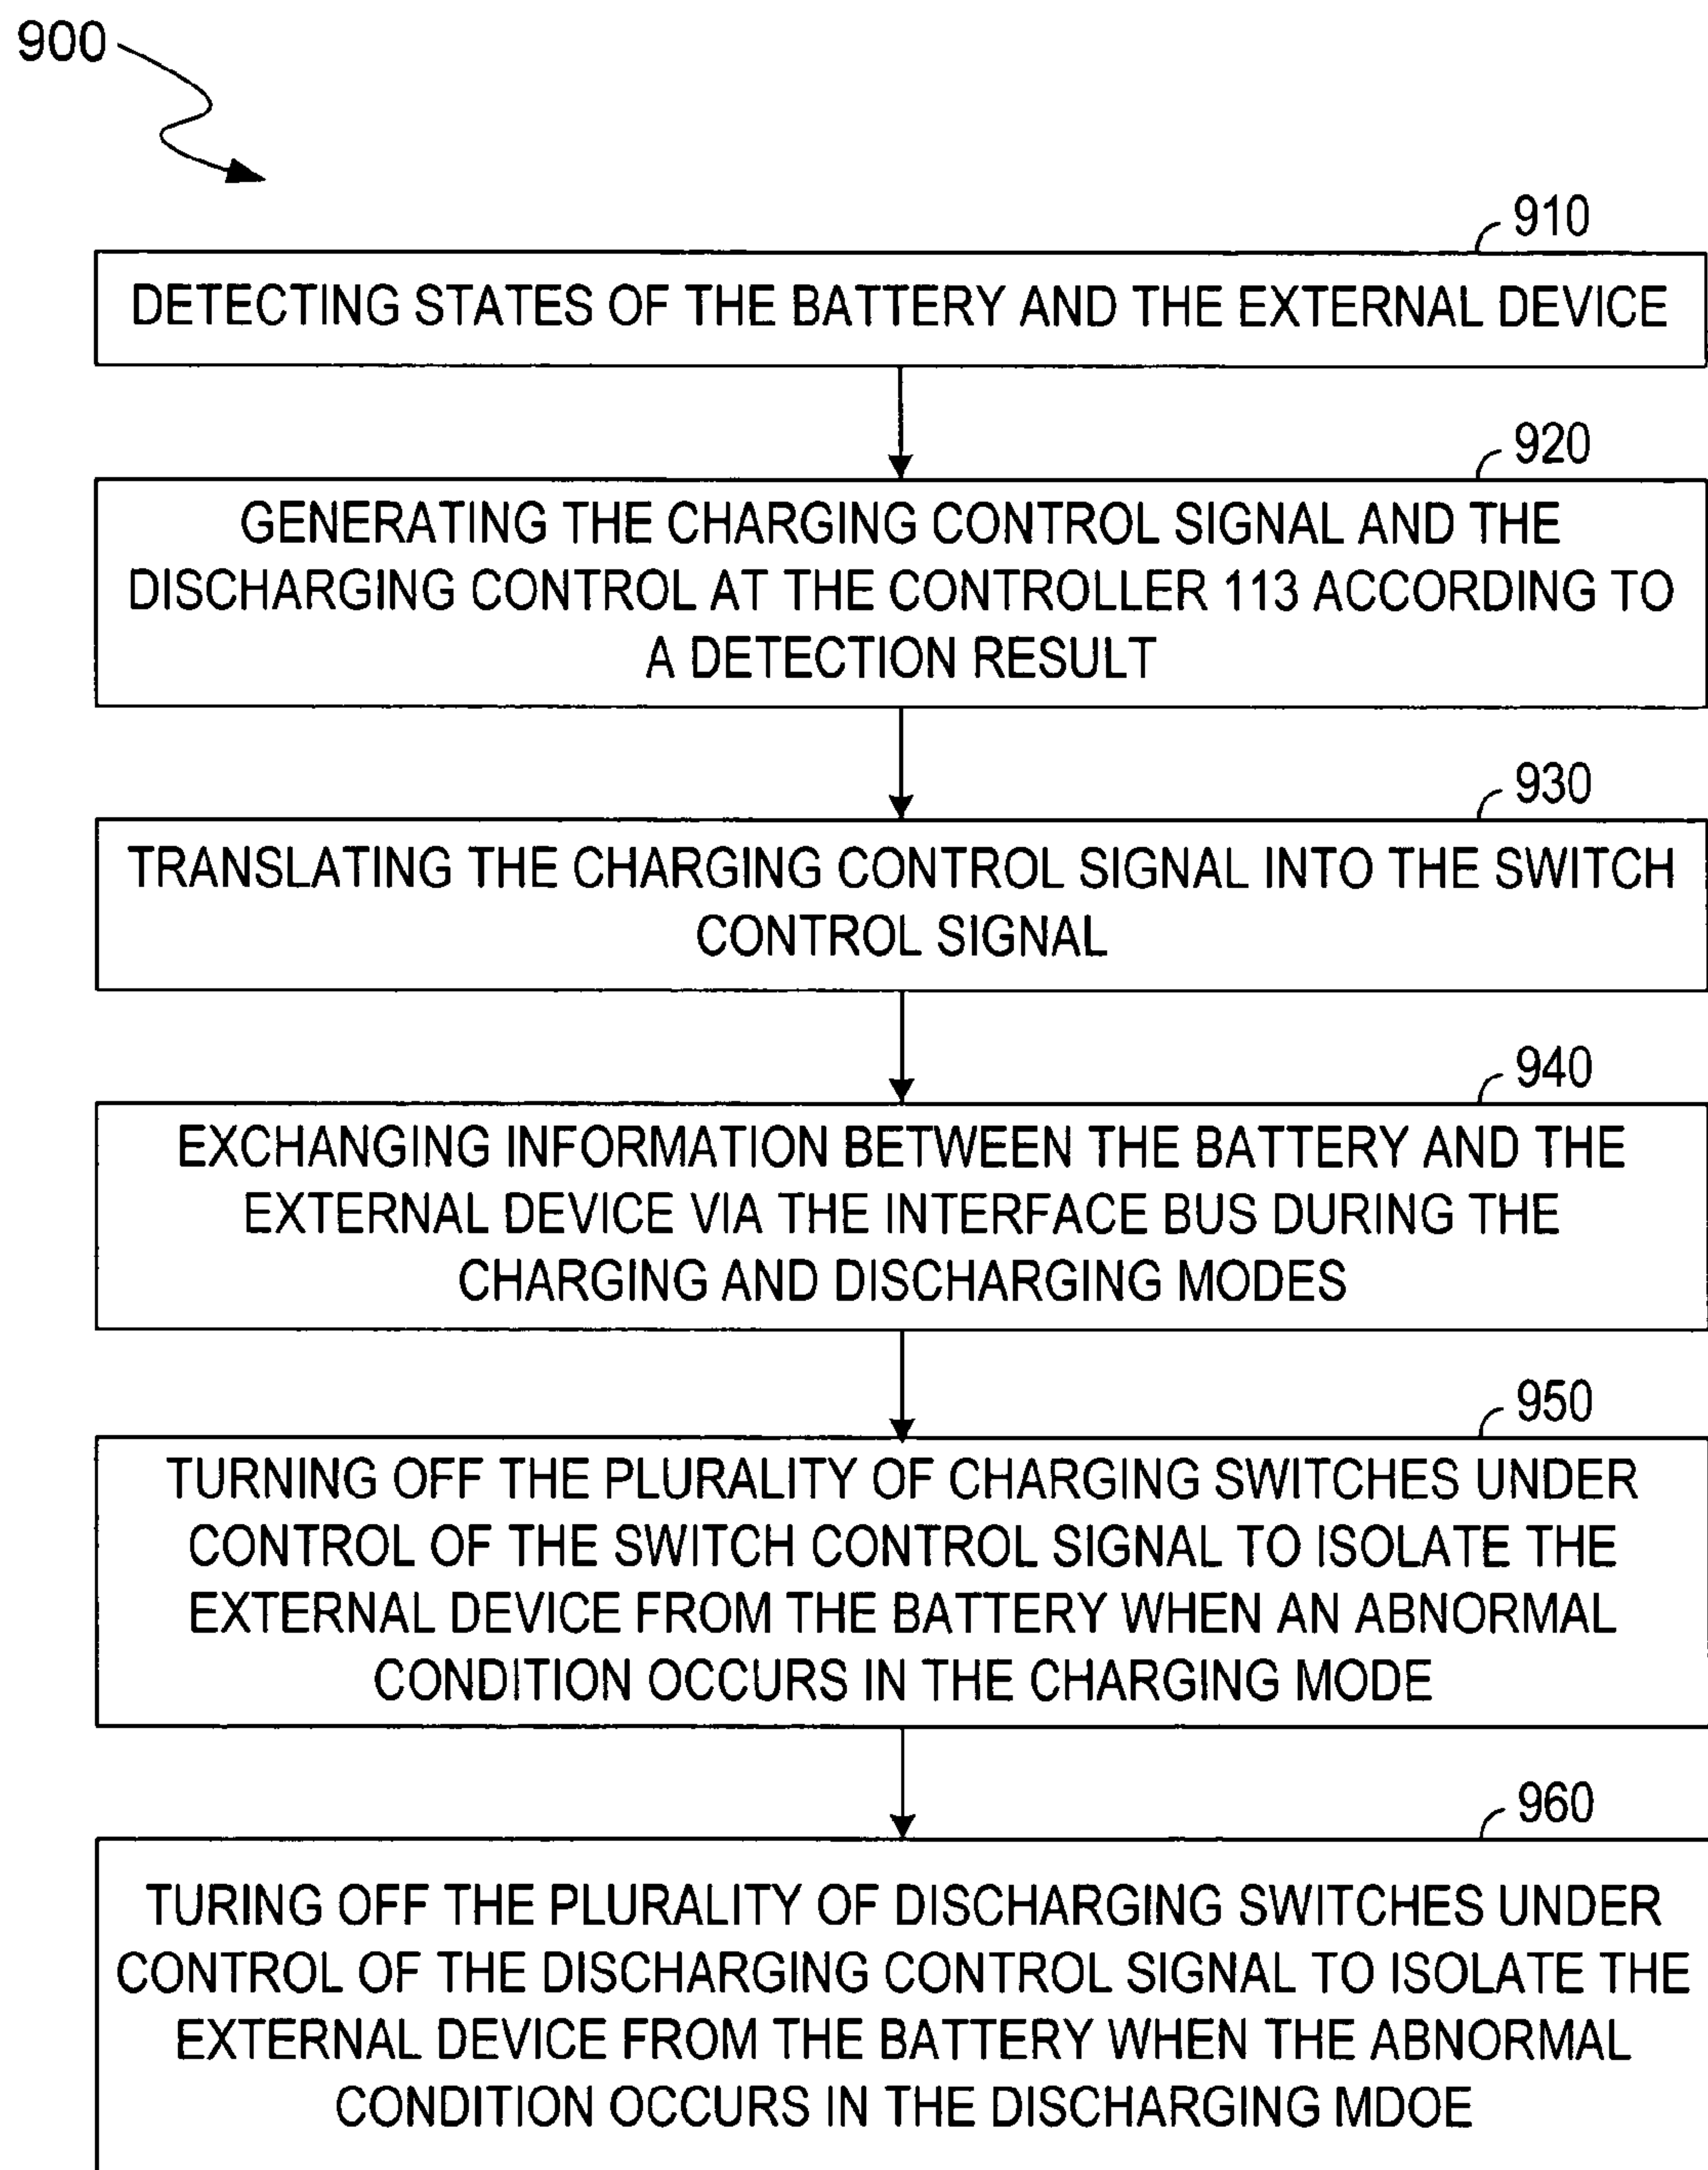 900
910
DETECTING STATES OF THE BATTERY AND THE EXTERNAL DEVICE
920
GENERATING THE CHARGING CONTROL SIGNAL AND THE
DISCHARGING CONTROL AT THE CONTROLLER 113 ACCORDING TO
A DETECTION RESULT
930
TRANSLATING THE CHARGING CONTROL SIGNAL INTO THE SWITCH
CONTROL SIGNAL
940
EXCHANGING INFORMATION BETWEEN THE BATTERY AND THE
EXTERNAL DEVICE VIA THE INTERFACE BUS DURING THE
CHARGING AND DISCHARGING MODES
950
TURNING OFF THE PLURALITY OF CHARGING SWITCHES UNDER
CONTROL OF THE SWITCH CONTROL SIGNAL TO ISOLATE THE
EXTERNAL DEVICE FROM THE BATTERY WHEN AN ABNORMAL
CONDITION OCCURS IN THE CHARGING MODE
960
TURING OFF THE PLURALITY OF DISCHARGING SWITCHES UNDER
CONTROL OF THE DISCHARGING CONTROL SIGNAL TO ISOLATE THE
EXTERNAL DEVICE FROM THE BATTERY WHEN THE ABNORMAL
CONDITION OCCURS IN THE DISCHARGING MDOE